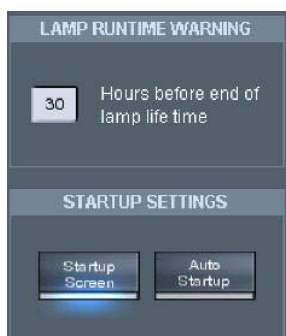 LAMP RUNTIME WARNING
30
Hours before end of
lamp life time
STARTUP SETTINGS
Startup
Screen
Auto
Startup